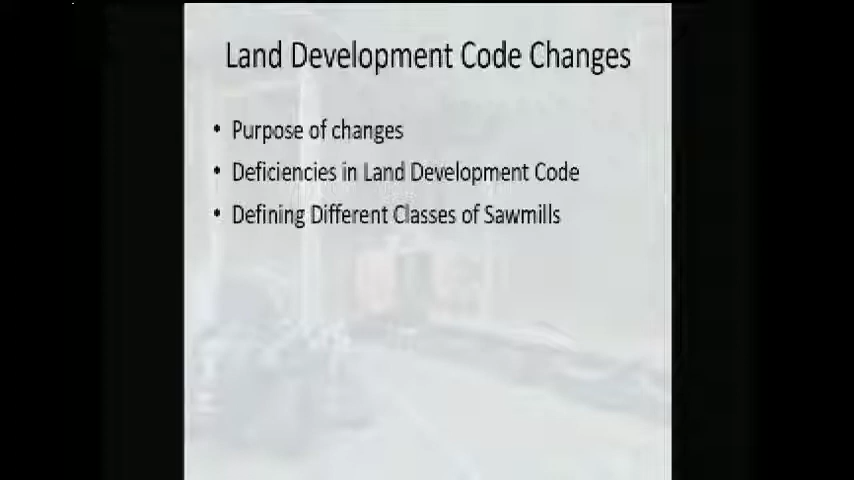 Land Development Code Changes
• Purpose of changes
• Deficiencies in Land Development Code
• Defining Different Classes of Sawmills